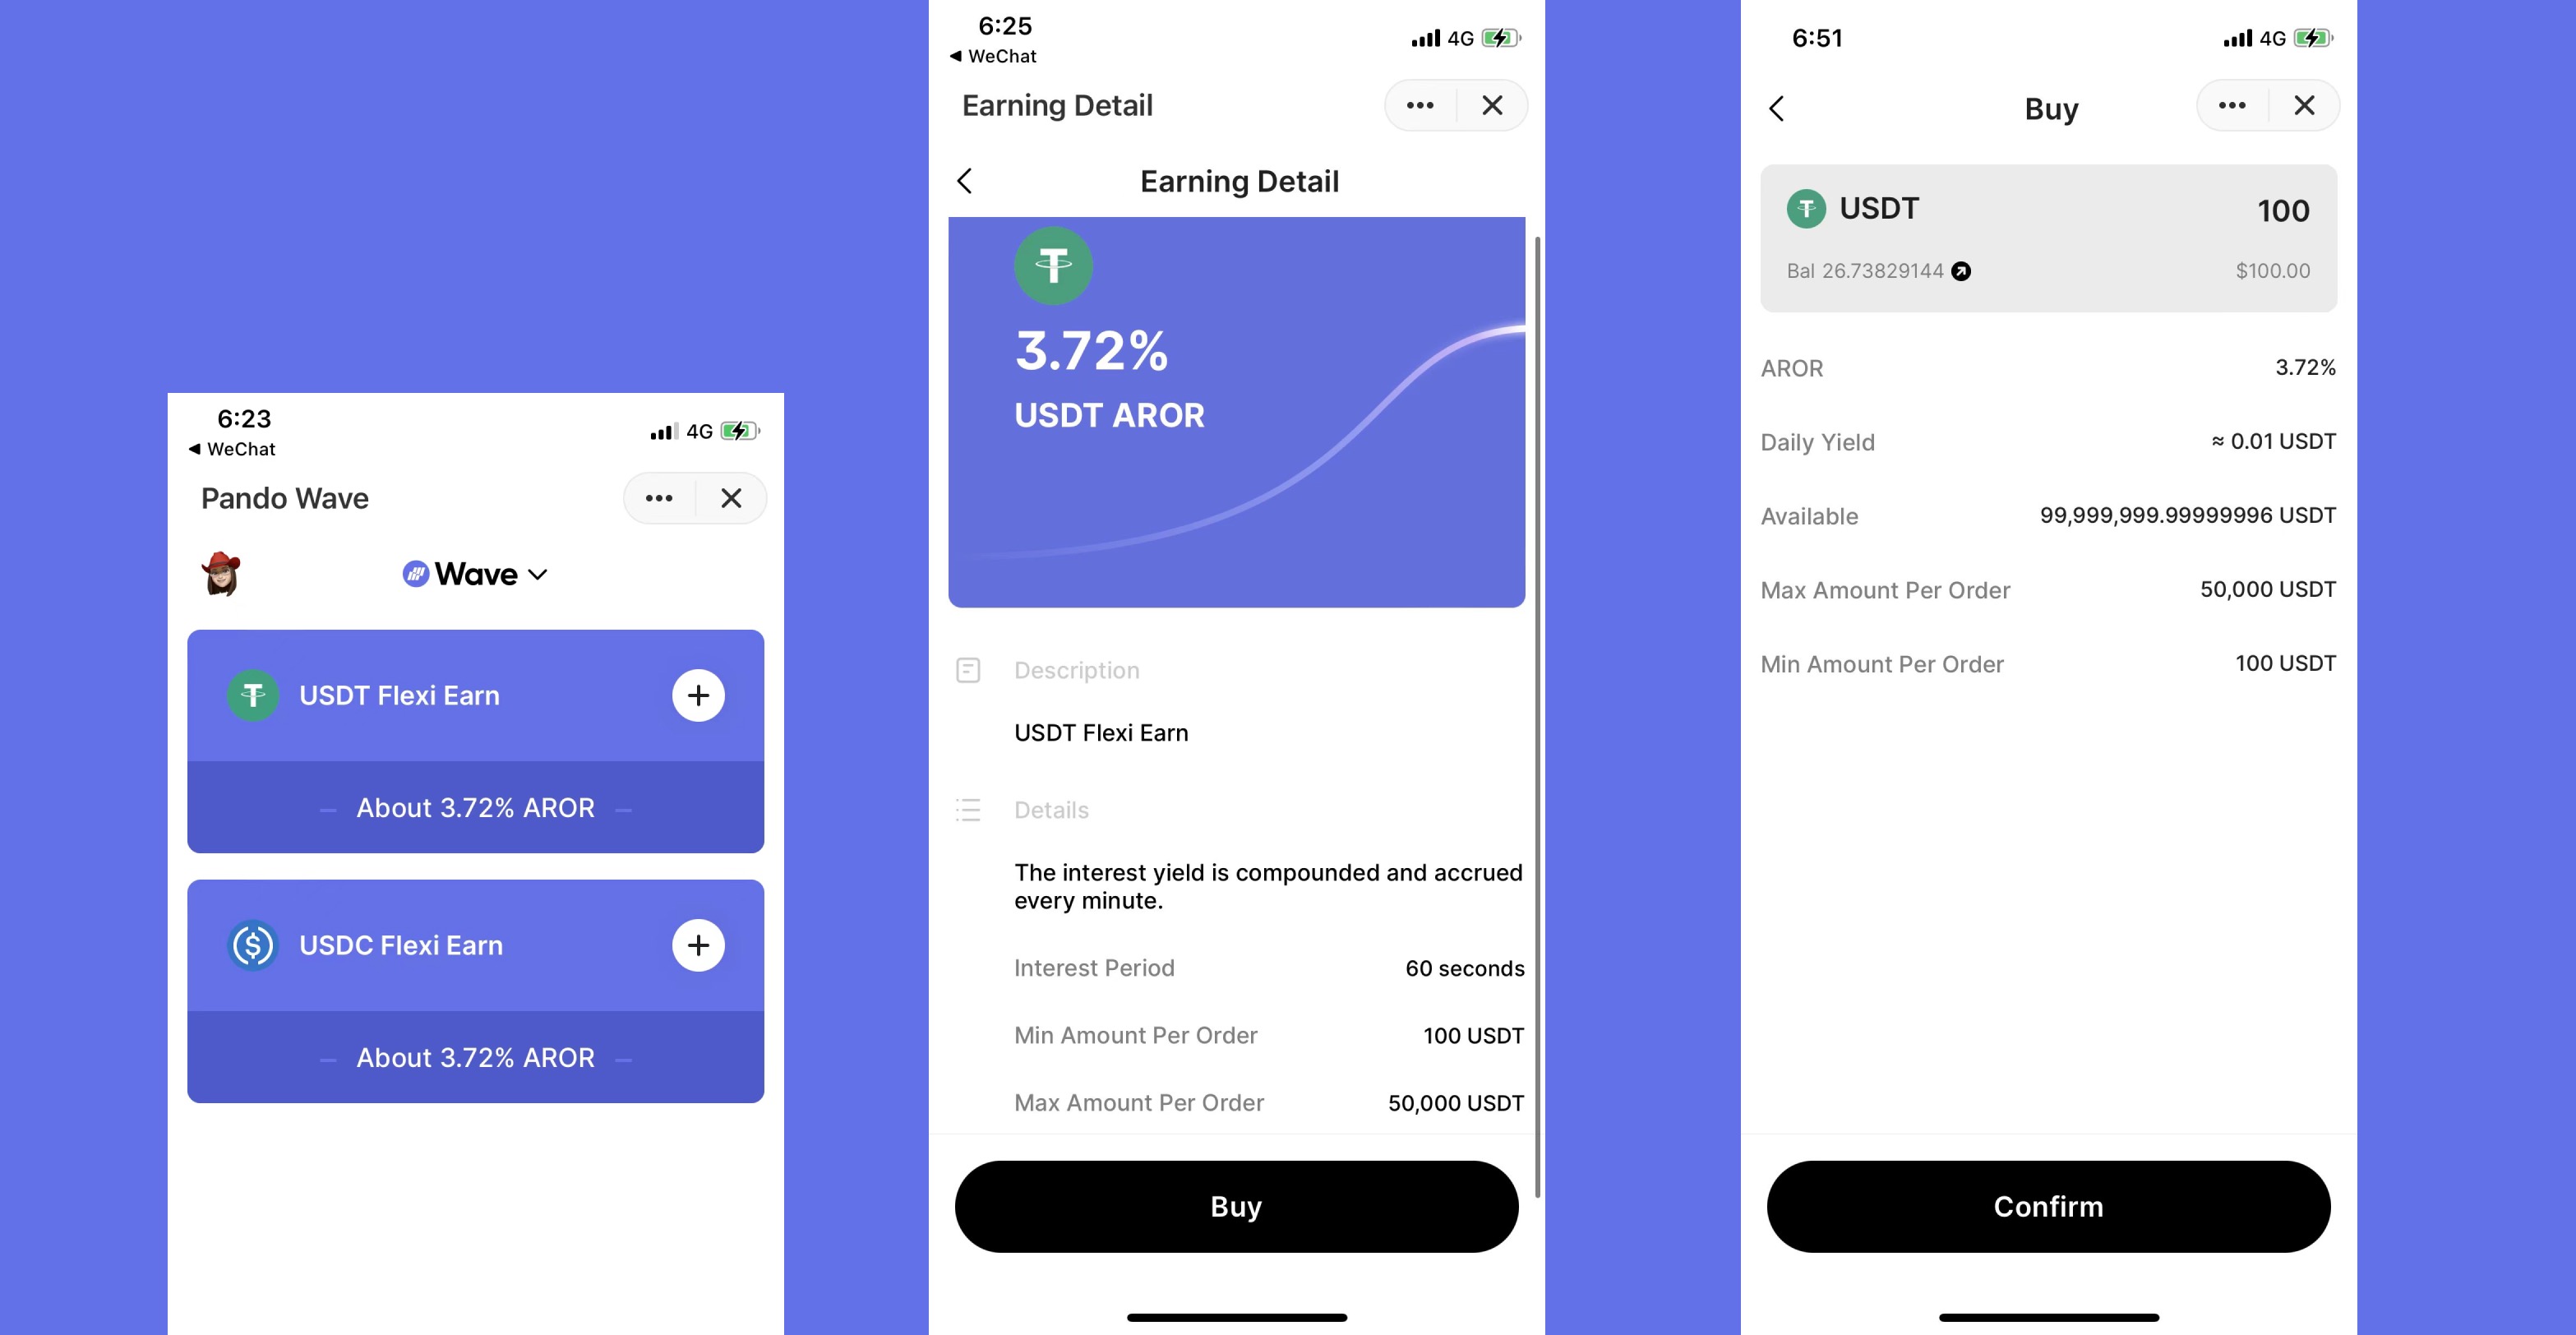 6:23
4G
◀ WeChat
Pando Wave
Wave
USDT Flexi Earn
About 3.72% AROR
USDC Flexi Earn
About 3.72% AROR
6:25
4G
◀ WeChat
Earning Detail
Earning Detail
3.72%
USDT AROR
Description
USDT Flexi Earn
Details
The interest yield is compounded and accrued
every minute.
Interest Period 60 seconds
Min Amount Per Order 100 USDT
Max Amount Per Order 50,000 USDT
Buy
6:51
4G
Buy
USDT 100
Bal 26.73829144 $100.00
AROR 3.72%
Daily Yield ≈ 0.01 USDT
Available 99,999,999.99999996 USDT
Max Amount Per Order 50,000 USDT
Min Amount Per Order 100 USDT
Confirm